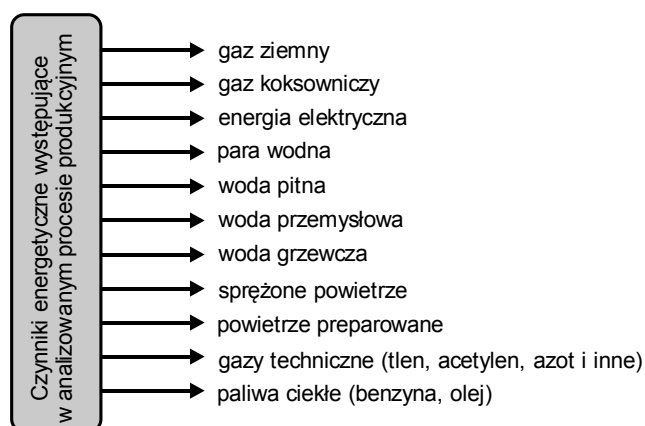 Czynniki energetyczne występujące
w analizowanym procesie produkcyjnym
gaz ziemny
gaz koksowniczy
energia elektryczna
para wodna
woda pitna
woda przemysłowa
woda grzewcza
sprężone powietrze
powietrze preparowane
gazy techniczne (tlen, acetylen, azot i inne)
paliwa ciekłe (benzyna, olej)